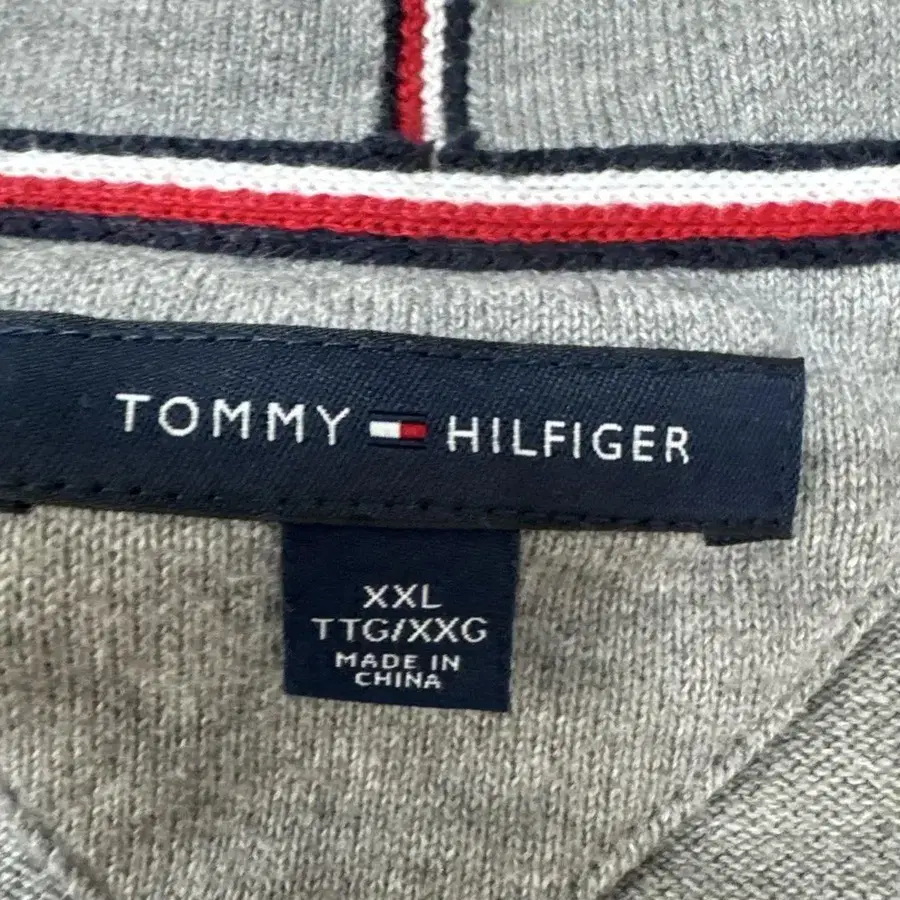 TOMMY HILFIGER
XXL
TTG/XXG
MADE IN
CHINA